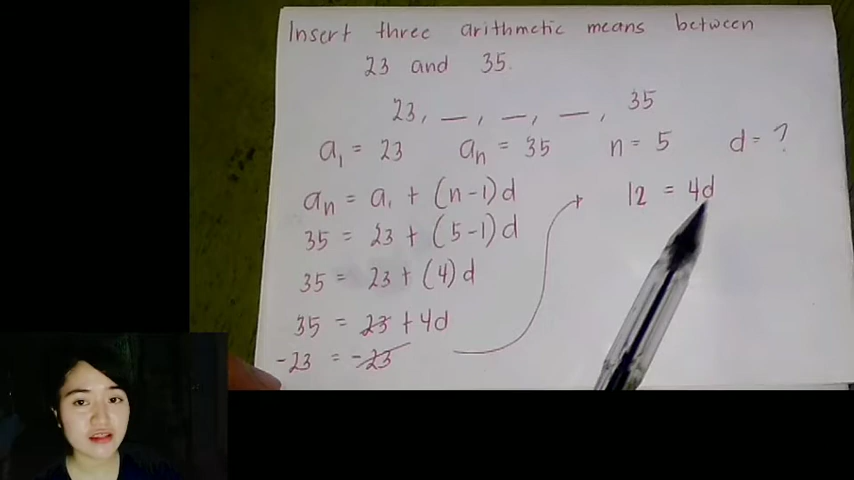 Insert three arithmetic means between
23 and 35.
23, __, __, __, 35
a₁ = 23 aₙ = 35 n = 5 d = ?
aₙ = a₁ + (n-1)d
35 = 23 + (5-1)d
35 = 23 + (4)d
35 = 23 + 4d
-23 = -23
12 = 4d